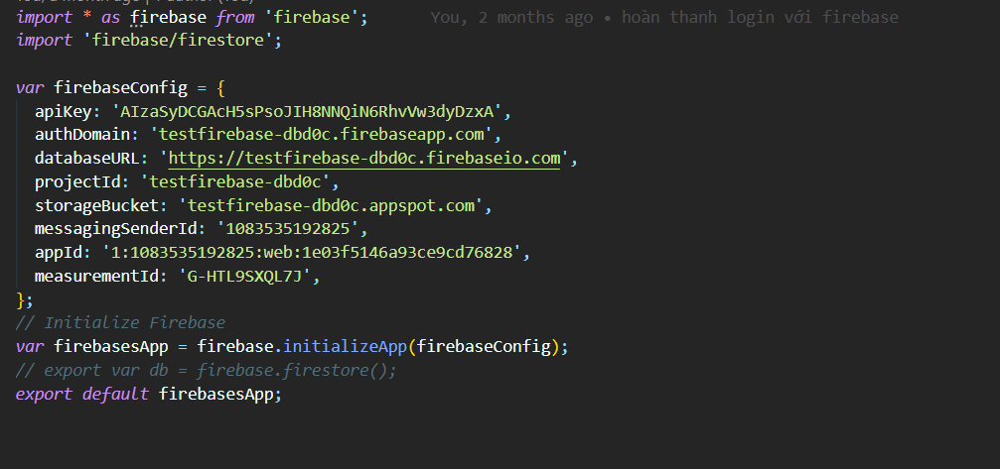 import * as firebase from 'firebase'; You, 2 months ago • hoàn thanh login với firebase
import 'firebase/firestore';
var firebaseConfig = {
apiKey: 'AIzaSyDCGAcH5sPsoJIH8NNQiN6RhvVw3dyDzxA',
authDomain: 'testfirebase-dbd0c.firebaseapp.com',
databaseURL: 'https://testfirebase-dbd0c.firebaseio.com',
projectId: 'testfirebase-dbd0c',
storageBucket: 'testfirebase-dbd0c.appspot.com',
messagingSenderId: '1083535192825',
appId: '1:1083535192825:web:1e03f5146a93ce9cd76828',
measurementId: 'G-HTL9SXQL7J',
};
// Initialize Firebase
var firebasesApp = firebase.initializeApp(firebaseConfig);
// export var db = firebase.firestore();
export default firebasesApp;